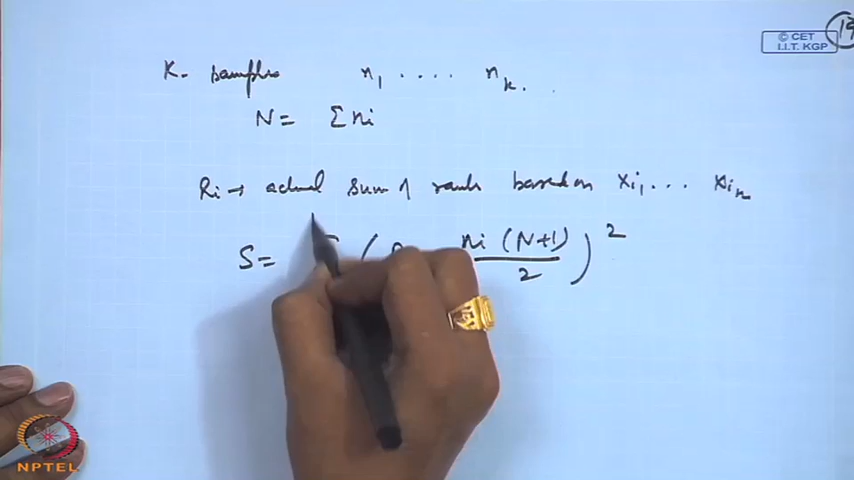 © CET
I.I.T. KGP
K- samples n1 .... nk.
N = Σ ni
Ri → actual sum of ranks based on xi1 ... xin
S = ( ni (N+1) / 2 )²
NPTEL